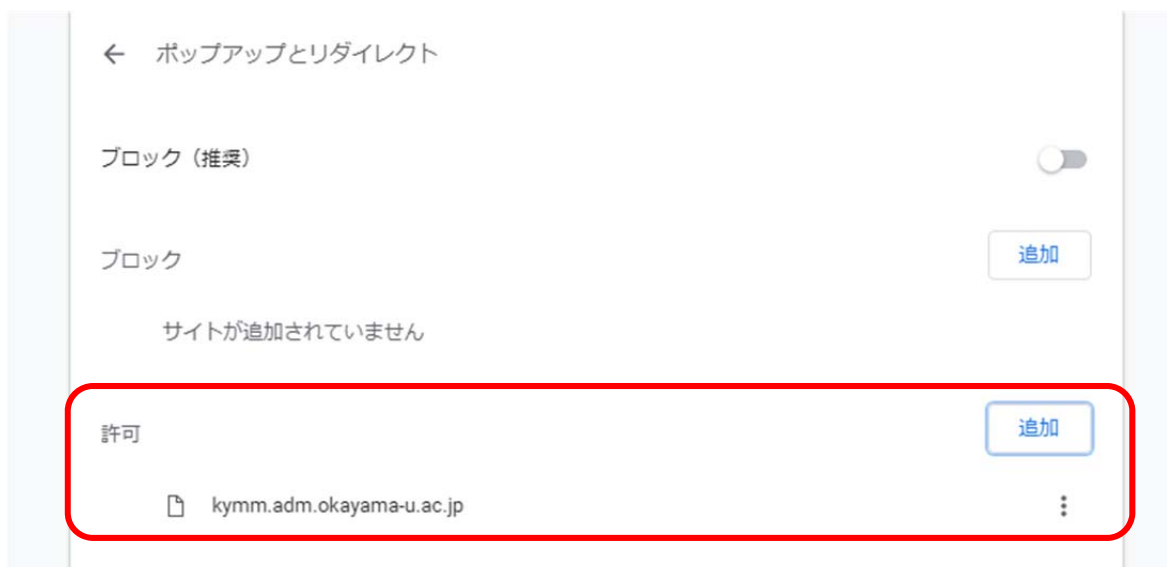 ポップアップとリダイレクト
ブロック（推奨）
ブロック
追加
サイトが追加されていません
許可
追加
kymm.adm.okayama-u.ac.jp